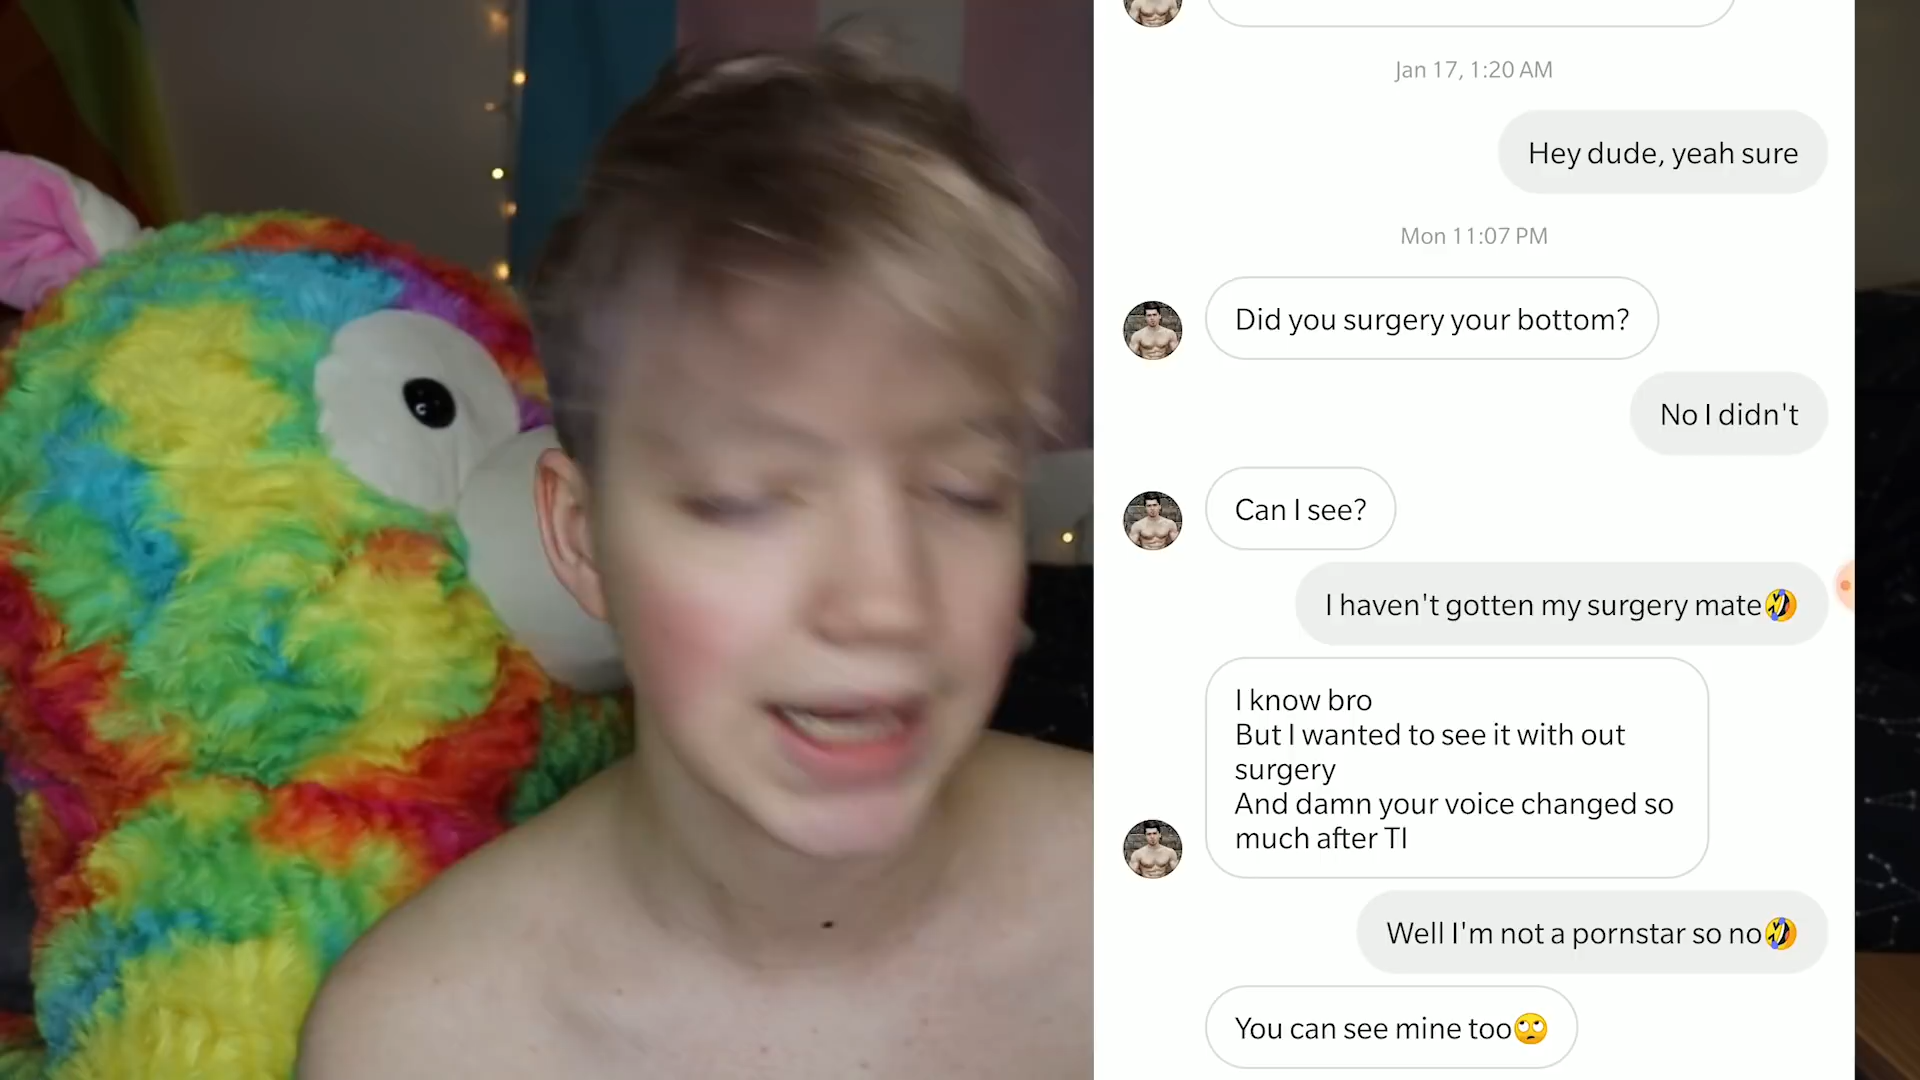 Jan 17, 1:20 AM
Hey dude, yeah sure
Mon 11:07 PM
Did you surgery your bottom?
No I didn't
Can I see?
I haven't gotten my surgery mate🤣
I know bro
But I wanted to see it with out
surgery
And damn your voice changed so
much after TI
Well I'm not a pornstar so no🤣
You can see mine too🙄